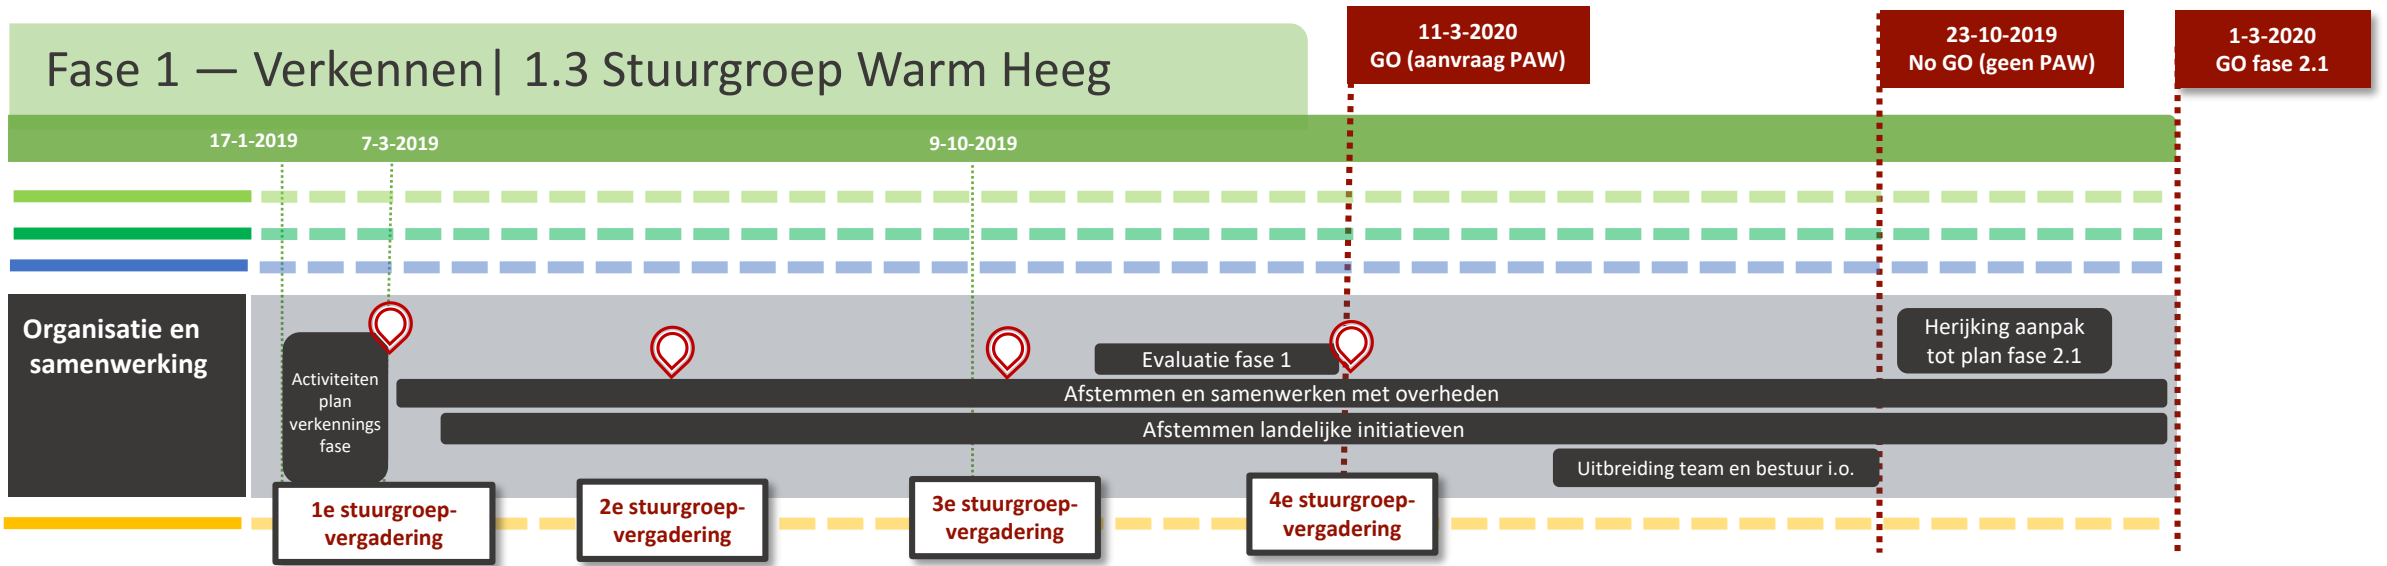 Fase 1 — Verkennen| 1.3 Stuurgroep Warm Heeg
11-3-2020
GO (aanvraag PAW)
23-10-2019
No GO (geen PAW)
1-3-2020
GO fase 2.1
17-1-2019
7-3-2019
9-10-2019
Organisatie en
samenwerking
Activiteiten
plan
verkennings
fase
Evaluatie fase 1
Herijking aanpak
tot plan fase 2.1
Afstemmen en samenwerken met overheden
Afstemmen landelijke initiatieven
Uitbreiding team en bestuur i.o.
1e stuurgroep-
vergadering
2e stuurgroep-
vergadering
3e stuurgroep-
vergadering
4e stuurgroep-
vergadering